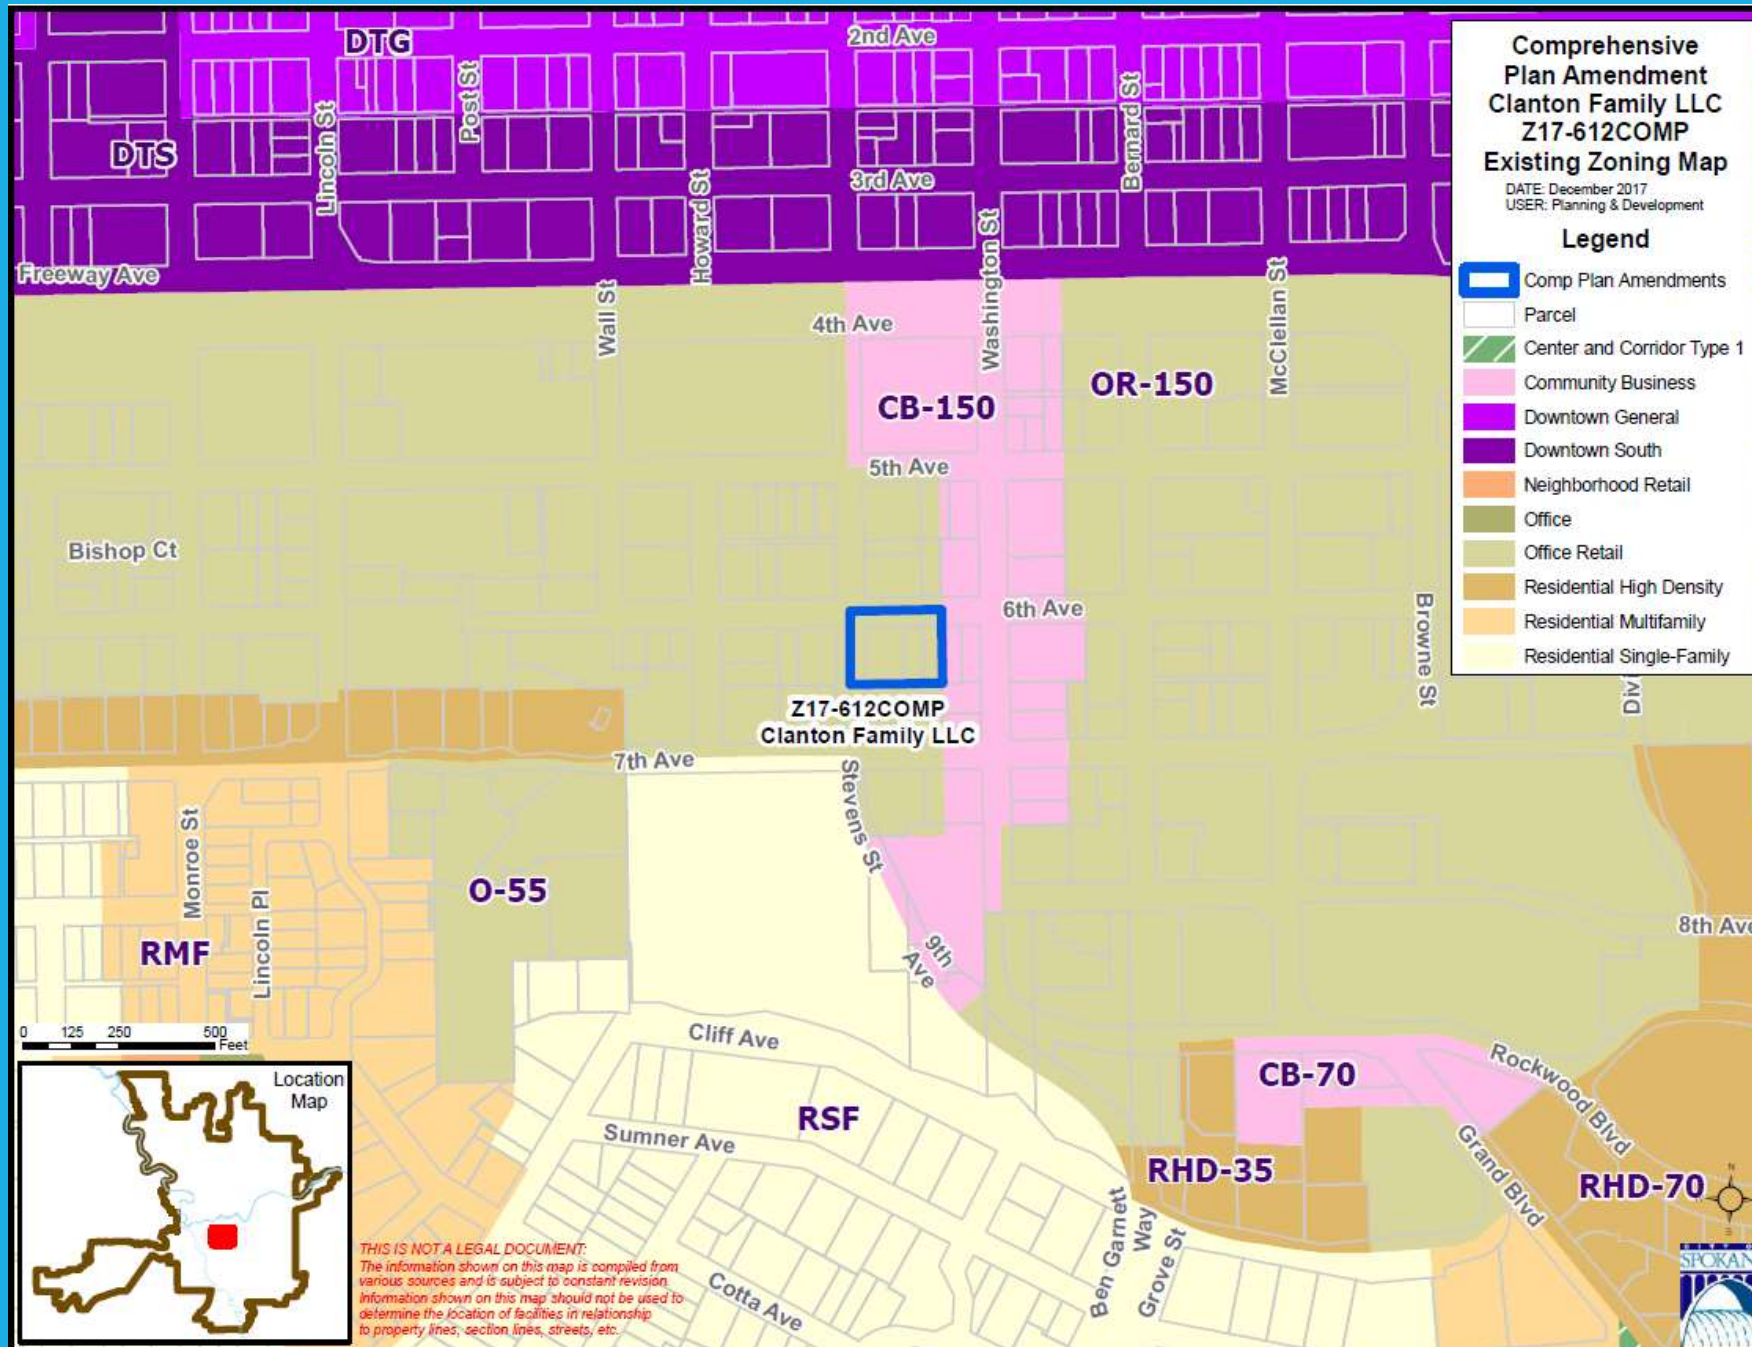 DTG
2nd Ave
Post St
Lincoln St
Bernard St
DTS
3rd Ave
Howard St
Washington St
Freeway Ave
Wall St
4th Ave
McClellan St
OR-150
CB-150
5th Ave
Bishop Ct
6th Ave
Browne St
Z17-612COMP
Clanton Family LLC
7th Ave
Stevens St
Monroe St
Lincoln Pl
O-55
RMF
9th
Ave
8th Ave
Cliff Ave
CB-70
Rockwood Blvd
RSF
Sumner Ave
RHD-35
Grand Blvd
RHD-70
Ben Garnett
Way
Grove St
Cotta Ave
Comprehensive
Plan Amendment
Clanton Family LLC
Z17-612COMP
Existing Zoning Map
DATE: December 2017
USER: Planning & Development
Legend
Comp Plan Amendments
Parcel
Center and Corridor Type 1
Community Business
Downtown General
Downtown South
Neighborhood Retail
Office
Office Retail
Residential High Density
Residential Multifamily
Residential Single-Family
0 125 250 500
Feet
Location
Map
THIS IS NOT A LEGAL DOCUMENT:
The information shown on this map is compiled from
various sources and is subject to constant revision.
Information shown on this map should not be used to
determine the location of facilities in relationship
to property lines, section lines, streets, etc.
N
S
SPOKAN